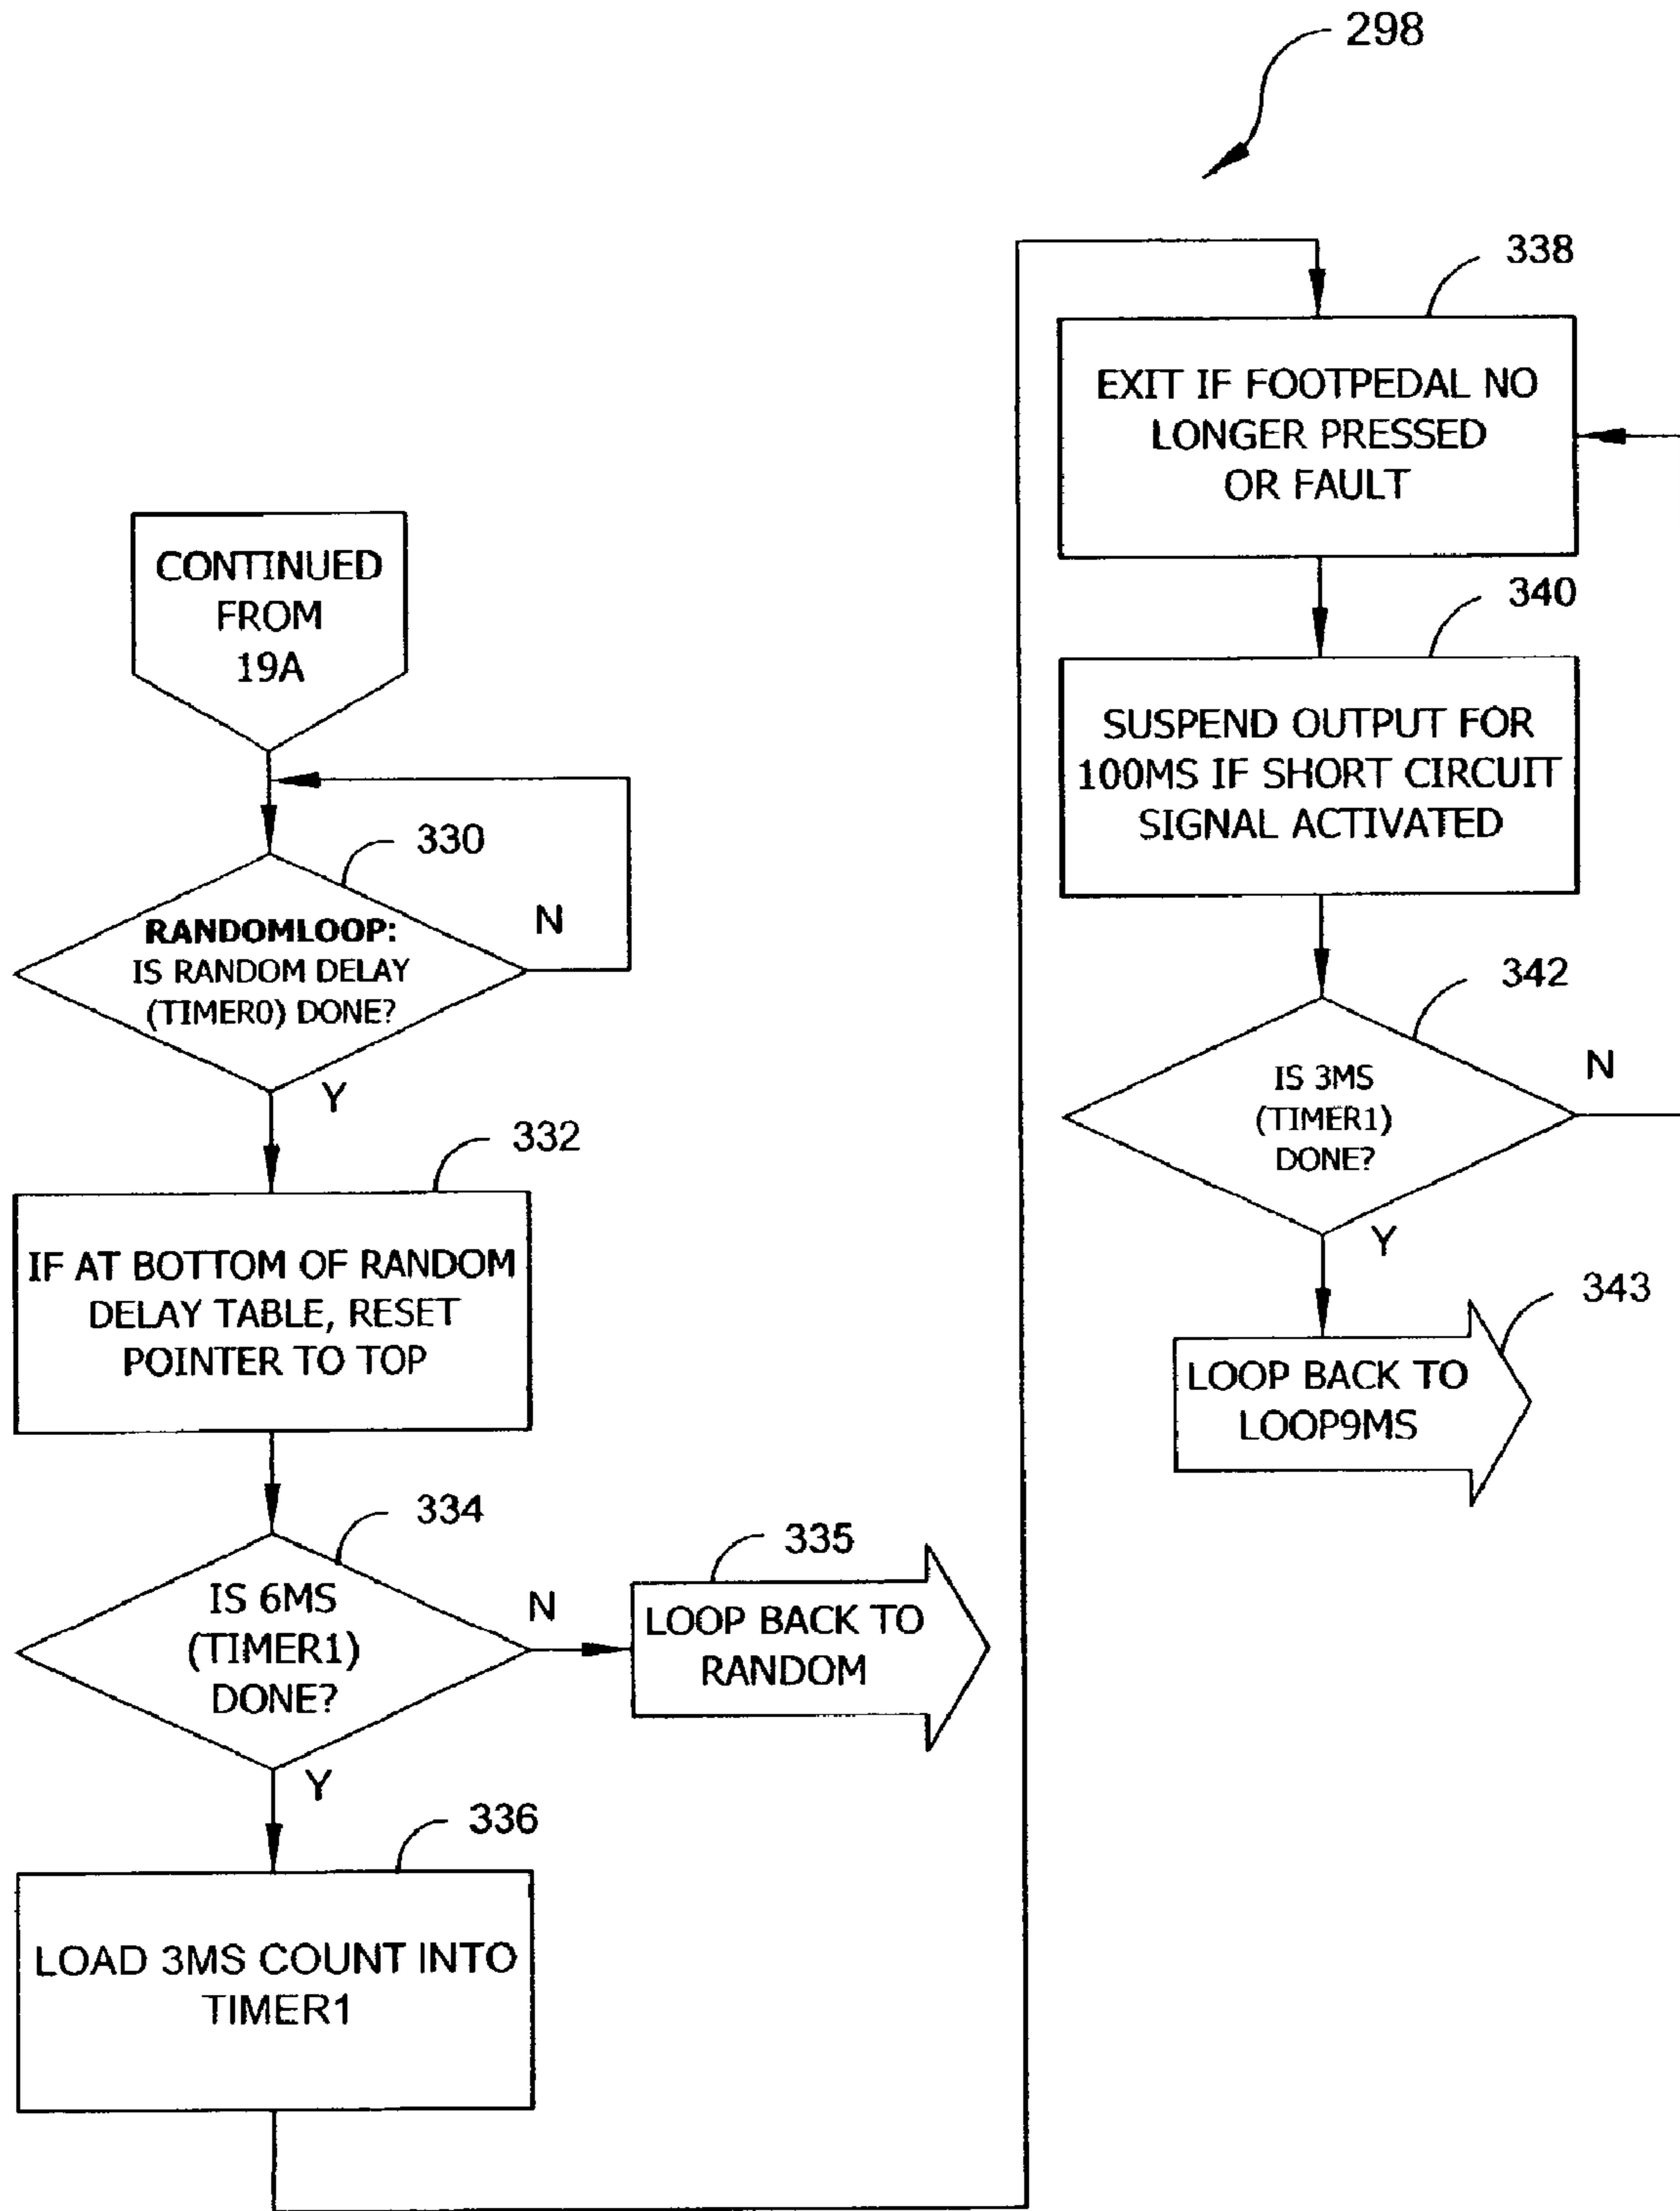 298
CONTINUED
FROM
19A
330
RANDOMLOOP:
IS RANDOM DELAY
(TIMER0) DONE?
N
Y
332
IF AT BOTTOM OF RANDOM
DELAY TABLE, RESET
POINTER TO TOP
334
IS 6MS
(TIMER1)
DONE?
N
335
LOOP BACK TO
RANDOM
Y
336
LOAD 3MS COUNT INTO
TIMER1
338
EXIT IF FOOTPEDAL NO
LONGER PRESSED
OR FAULT
340
SUSPEND OUTPUT FOR
100MS IF SHORT CIRCUIT
SIGNAL ACTIVATED
342
IS 3MS
(TIMER1)
DONE?
N
Y
343
LOOP BACK TO
LOOP9MS